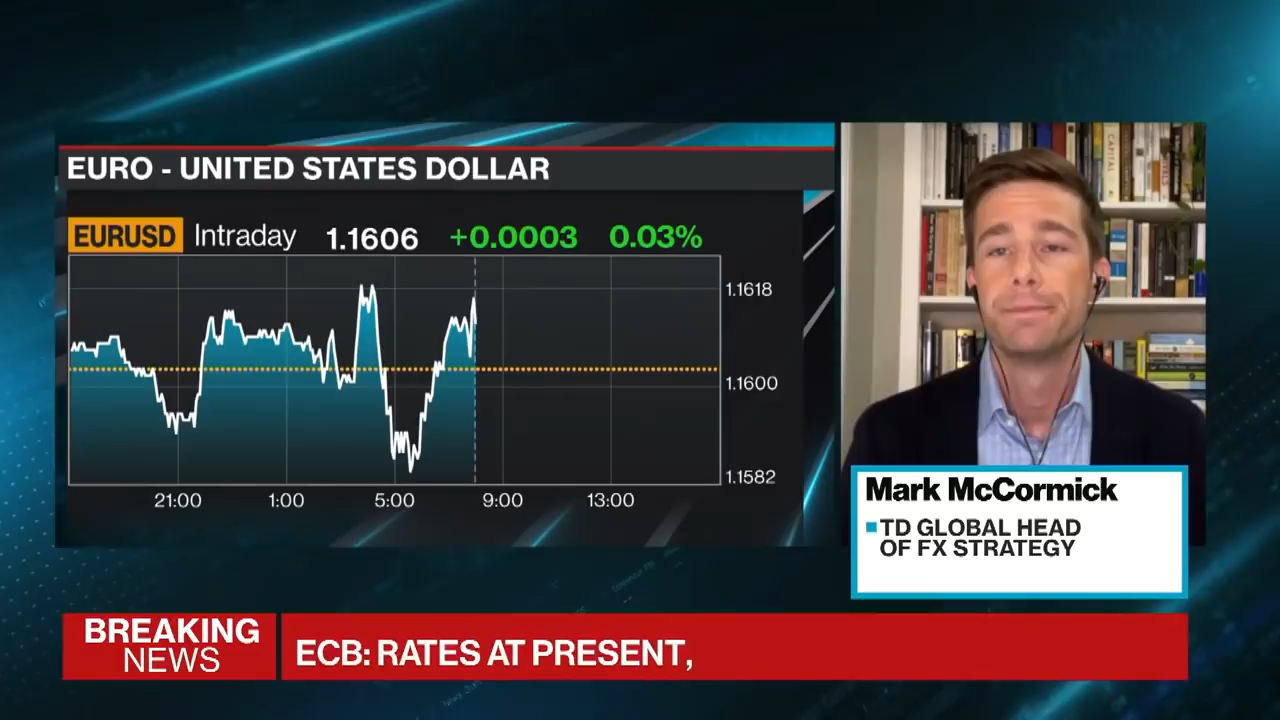 EURO - UNITED STATES DOLLAR
EURUSD Intraday 1.1606 +0.0003 0.03%
1.1618
1.1600
1.1582
21:00 1:00 5:00 9:00 13:00
CAPITAL
Mark McCormick
TD GLOBAL HEAD
OF FX STRATEGY
BREAKING
NEWS
ECB: RATES AT PRESENT,